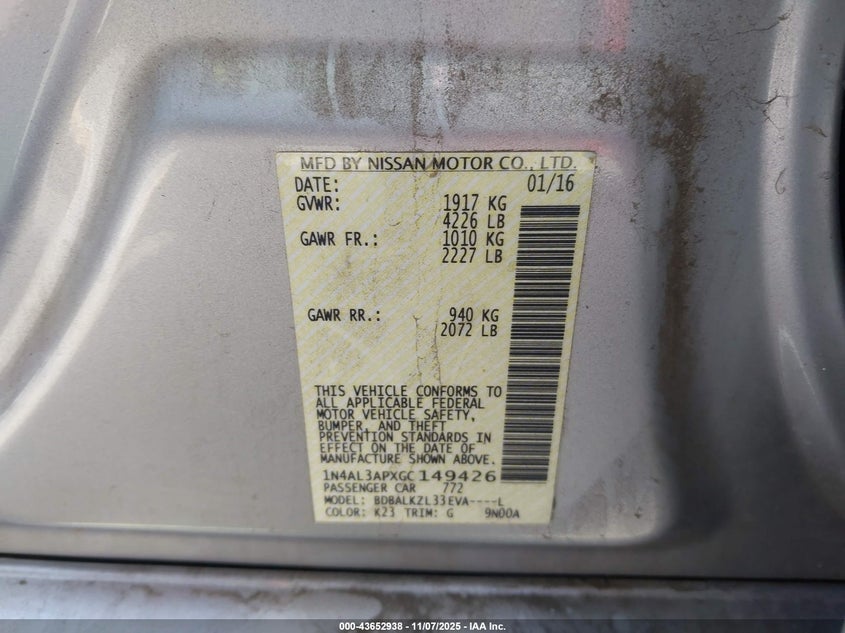 MFD BY NISSAN MOTOR CO., LTD.
DATE: 01/16
GVWR: 1917 KG
4226 LB
GAWR FR.: 1010 KG
2227 LB
GAWR RR.: 940 KG
2072 LB
THIS VEHICLE CONFORMS TO
ALL APPLICABLE FEDERAL
MOTOR VEHICLE SAFETY,
BUMPER, AND THEFT
PREVENTION STANDARDS IN
EFFECT ON THE DATE OF
MANUFACTURE SHOWN ABOVE.
1N4AL3APXGC149426
PASSENGER CAR 772
MODEL: BDBALKZL33EVA----L
COLOR: K23 TRIM: G 9N00A
000-43652938 - 11/07/2025 - IAA Inc.